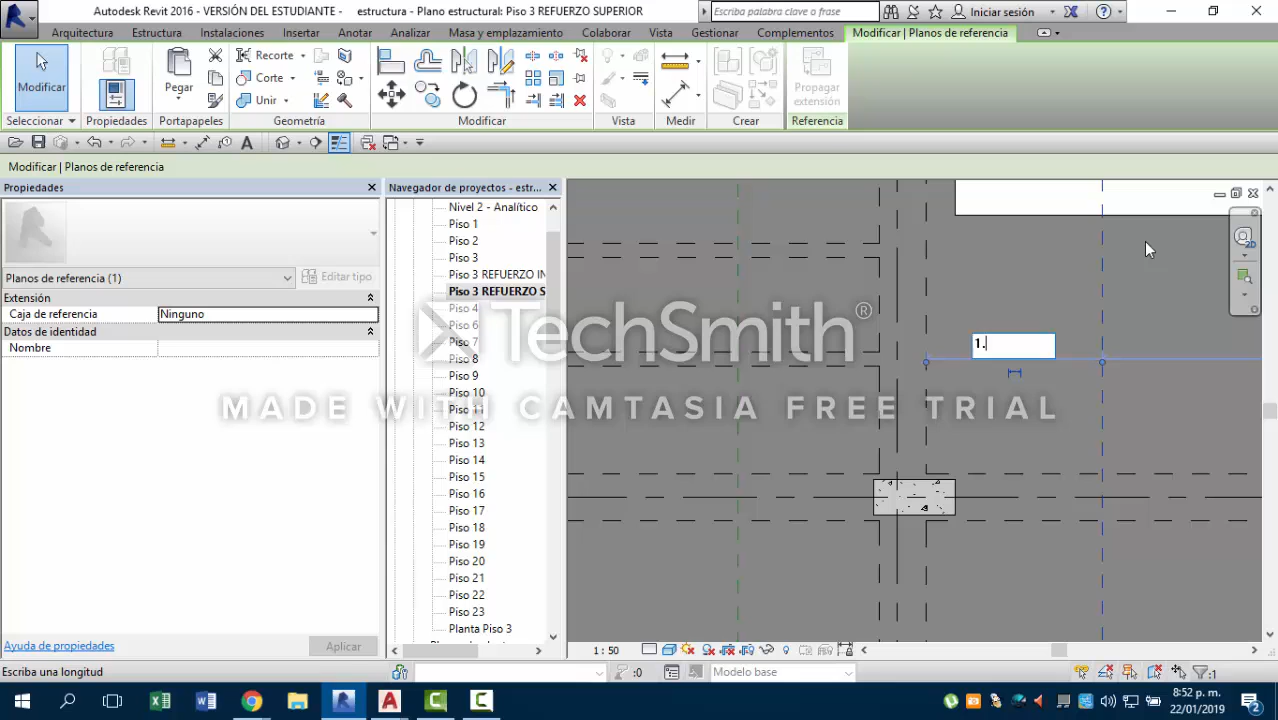 Autodesk Revit 2016 - VERSIÓN DEL ESTUDIANTE - estructura - Plano estructural: Piso 3 REFUERZO SUPERIOR
Escriba palabra clave o frase
Iniciar sesión
Arquitectura Estructura Instalaciones Insertar Anotar Analizar Masa y emplazamiento Colaborar Vista Gestionar Complementos Modificar | Planos de referencia
Modificar
Pegar
Recorte
Corte
Unir
Propagar
extensión
Seleccionar Propiedades Portapapeles Geometría Modificar Vista Medir Crear Referencia
Modificar | Planos de referencia
Propiedades
Planos de referencia (1)
Editar tipo
Extensión
Caja de referencia Ninguno
Datos de identidad
Nombre
Ayuda de propiedades
Aplicar
Navegador de proyectos - estr...
Nivel 2 - Analítico
Piso 1
Piso 2
Piso 3
Piso 3 REFUERZO IN
Piso 3 REFUERZO S
Piso 4
Piso 6
Piso 7
Piso 8
Piso 9
Piso 10
Piso 11
Piso 12
Piso 13
Piso 14
Piso 15
Piso 16
Piso 17
Piso 18
Piso 19
Piso 20
Piso 21
Piso 22
Piso 23
Planta Piso 3
1.
2D
TechSmith®
MADE WITH CAMTASIA FREE TRIAL
1 : 50
Escriba una longitud
:0
Modelo base
:1
8:52 p. m.
22/01/2019
2